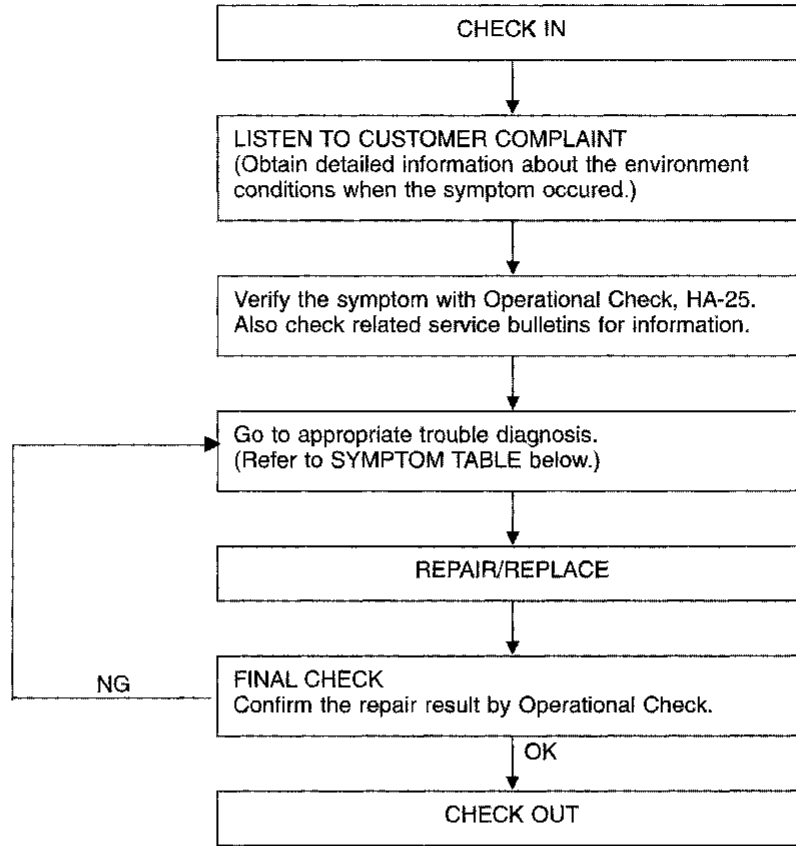 CHECK IN
LISTEN TO CUSTOMER COMPLAINT
(Obtain detailed information about the environment
conditions when the symptom occured.)
Verify the symptom with Operational Check, HA-25.
Also check related service bulletins for information.
Go to appropriate trouble diagnosis.
(Refer to SYMPTOM TABLE below.)
REPAIR/REPLACE
NG
FINAL CHECK
Confirm the repair result by Operational Check.
OK
CHECK OUT